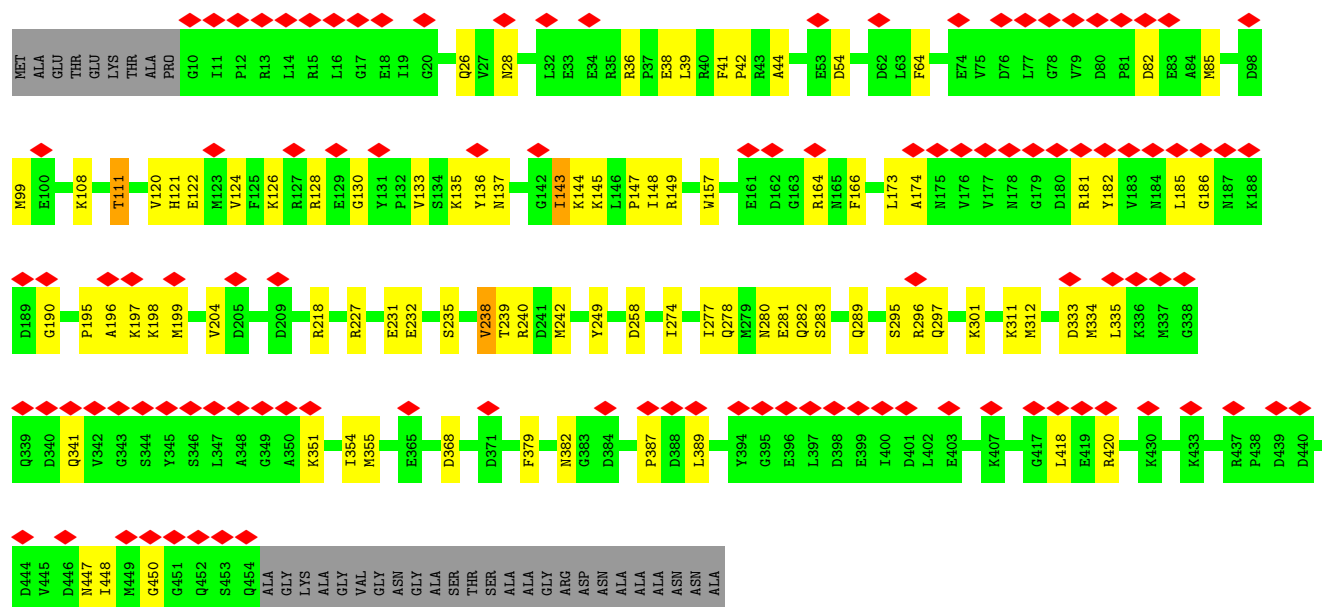 MET ALA GLU THR GLU LYS THR ALA PRO G10 I11 P12 R13 L14 R15 L16 G17 E18 I19 G20 Q26 V27 N28 L32 E33 E34 R35 R36 P37 E38 L39 R40 F41 P42 R43 A44 E53 D54 D62 L63 F64 E74 V75 D76 L77 G78 V79 D80 P81 D82 E83 A84 M85 D98
M99 E100 K108 T111 V120 H121 E122 M123 V124 F125 K126 R127 R128 E129 G130 Y131 P132 V133 S134 K135 Y136 N137 G142 I143 K144 K145 L146 P147 I148 R149 W157 E161 D162 G163 R164 N165 F166 L173 A174 N175 V176 V177 N178 G179 D180 R181 Y182 V183 N184 L185 G186 N187 K188
D189 G190 P195 A196 K197 K198 M199 V204 D205 D209 R218 R227 E231 E232 S235 V238 T239 R240 D241 M242 Y249 D258 I274 I277 Q278 M279 N280 E281 Q282 S283 Q289 S295 R296 Q297 K301 K311 M312 D333 M334 L335 K336 M337 G338
Q339 D340 Q341 V342 G343 S344 Y345 S346 L347 A348 G349 A350 K351 I354 M355 E365 D368 D371 F379 N382 G383 D384 P387 D388 L389 Y394 G395 E396 L397 D398 E399 I400 D401 L402 E403 K407 G417 L418 E419 R420 K430 K433 R437 P438 D439 D440
D444 V445 D446 N447 I448 M449 G450 G451 Q452 S453 Q454 ALA GLY LYS ALA GLY VAL GLY ASN GLY ALA SER THR SER ALA ALA GLY ARG ASP ASN ALA ALA ALA ASN ASN ALA